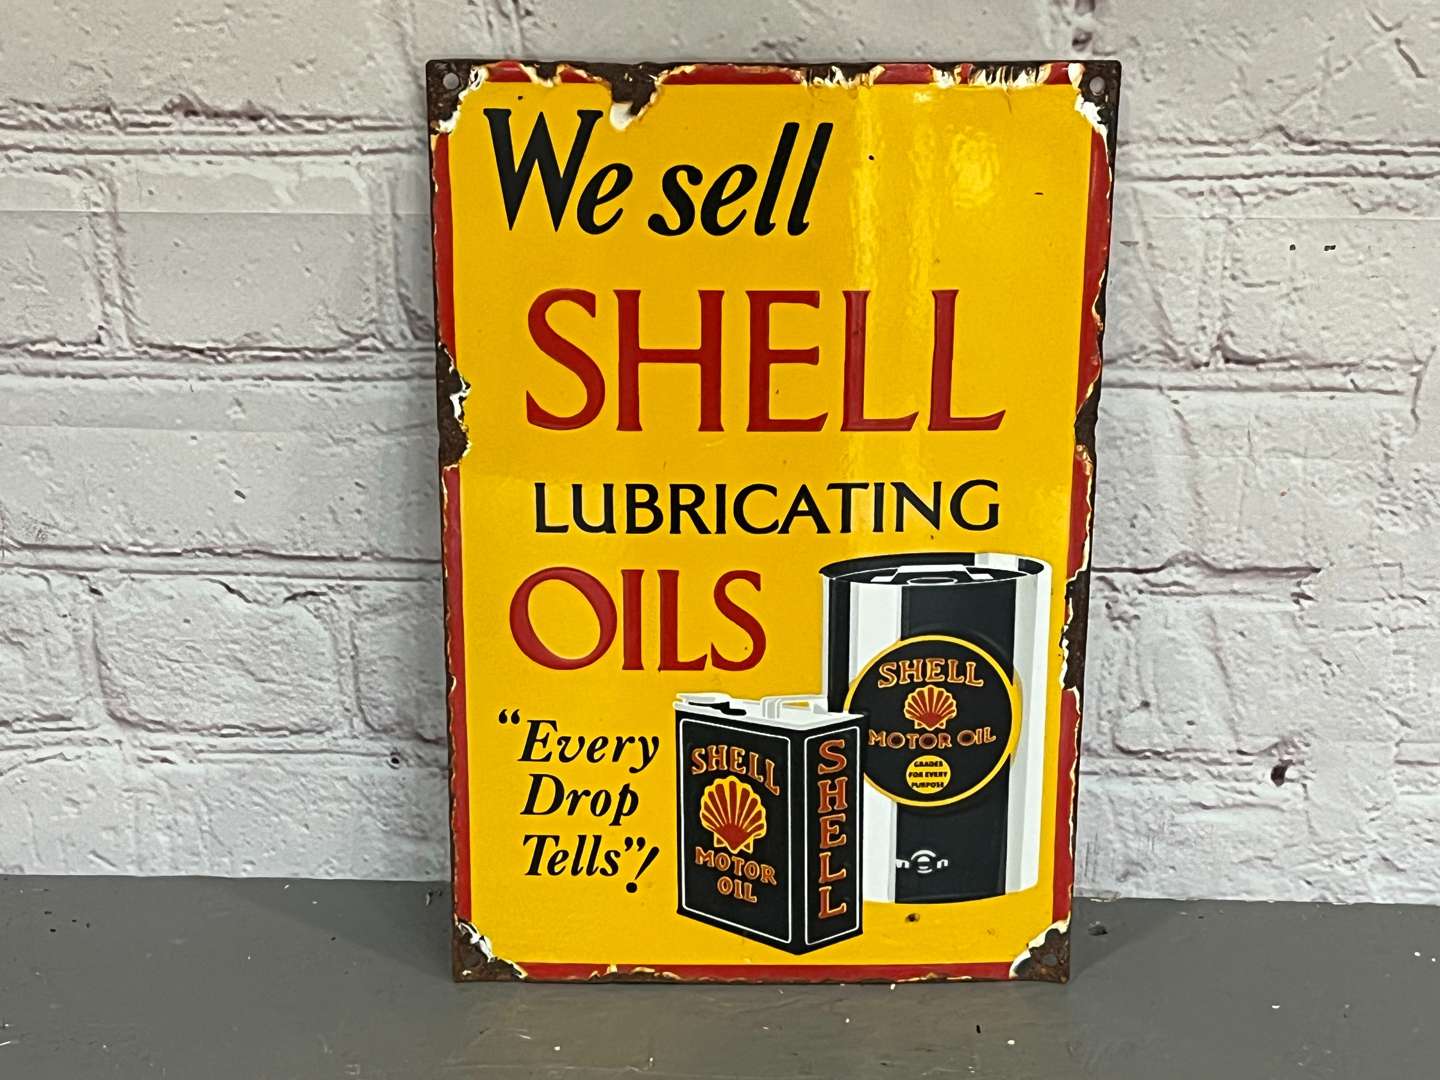 We sell
SHELL
LUBRICATING
OILS
"Every
Drop
Tells"!
SHELL
MOTOR OIL
GRADES
FOR EVERY
PURPOSE
SHELL
MOTOR
OIL
SHELL